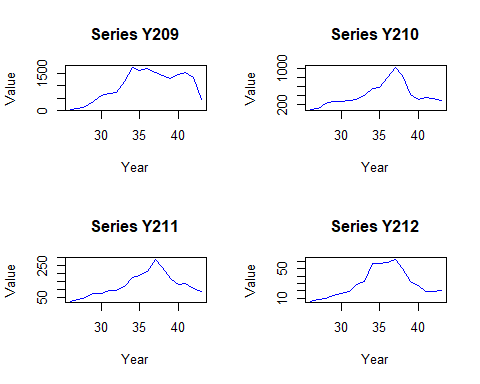 Series Y209
Value
0 1500
30 35 40
Year
Series Y210
Value
200 1000
30 35 40
Year
Series Y211
Value
50 250
30 35 40
Year
Series Y212
Value
10 50
30 35 40
Year